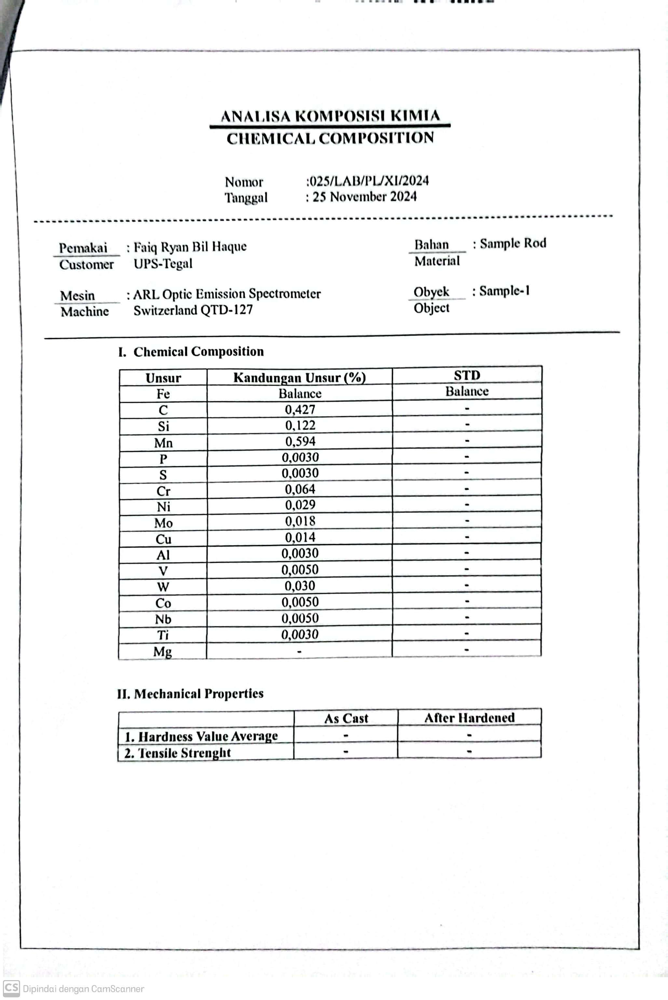 ANALISA KOMPOSISI KIMIA
CHEMICAL COMPOSITION
Nomor :025/LAB/PL/XI/2024
Tanggal : 25 November 2024
Pemakai : Faiq Ryan Bil Haque Bahan : Sample Rod
Customer UPS-Tegal Material
Mesin : ARL Optic Emission Spectrometer Obyek : Sample-1
Machine Switzerland QTD-127 Object
I. Chemical Composition
Unsur Kandungan Unsur (%) STD
Fe Balance Balance
C 0,427 -
Si 0,122 -
Mn 0,594 -
P 0,0030 -
S 0,0030 -
Cr 0,064 -
Ni 0,029 -
Mo 0,018 -
Cu 0,014 -
Al 0,0030 -
V 0,0050 -
W 0,030 -
Co 0,0050 -
Nb 0,0050 -
Ti 0,0030 -
Mg - -
II. Mechanical Properties
As Cast After Hardened
1. Hardness Value Average - -
2. Tensile Strenght - -
CS Dipindai dengan CamScanner